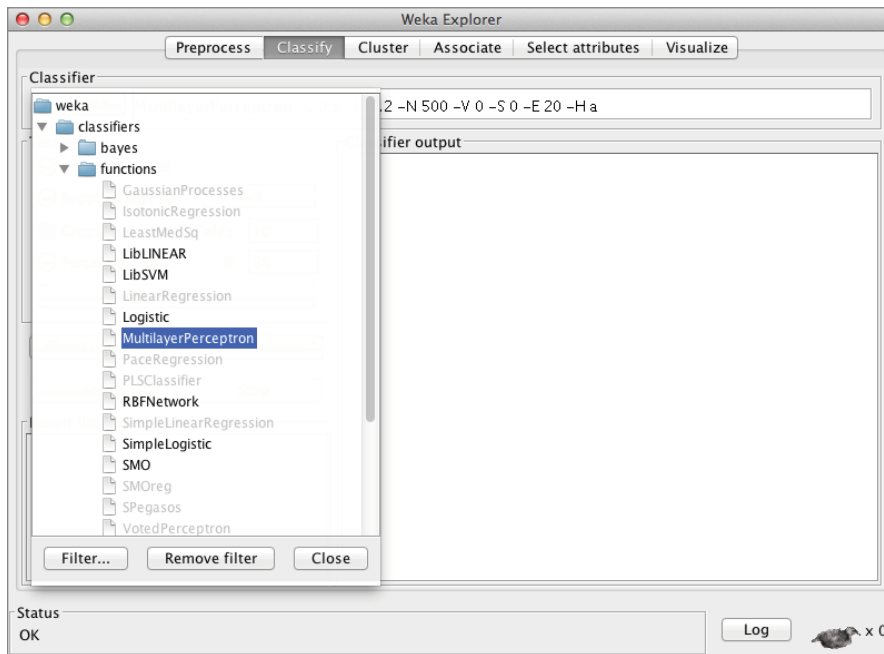 Weka Explorer
Preprocess Classify Cluster Associate Select attributes Visualize
Classifier
.2 -N 500 -V 0 -S 0 -E 20 -H a
weka
classifiers
bayes
functions
GaussianProcesses
IsotonicRegression
LeastMedSq
LibLINEAR
LibSVM
LinearRegression
Logistic
MultilayerPerceptron
PaceRegression
PLSClassifier
RBFNetwork
SimpleLinearRegression
SimpleLogistic
SMO
SMOreg
SPegasos
VotedPerceptron
Filter... Remove filter Close
ifier output
Status
OK
Log
x 0